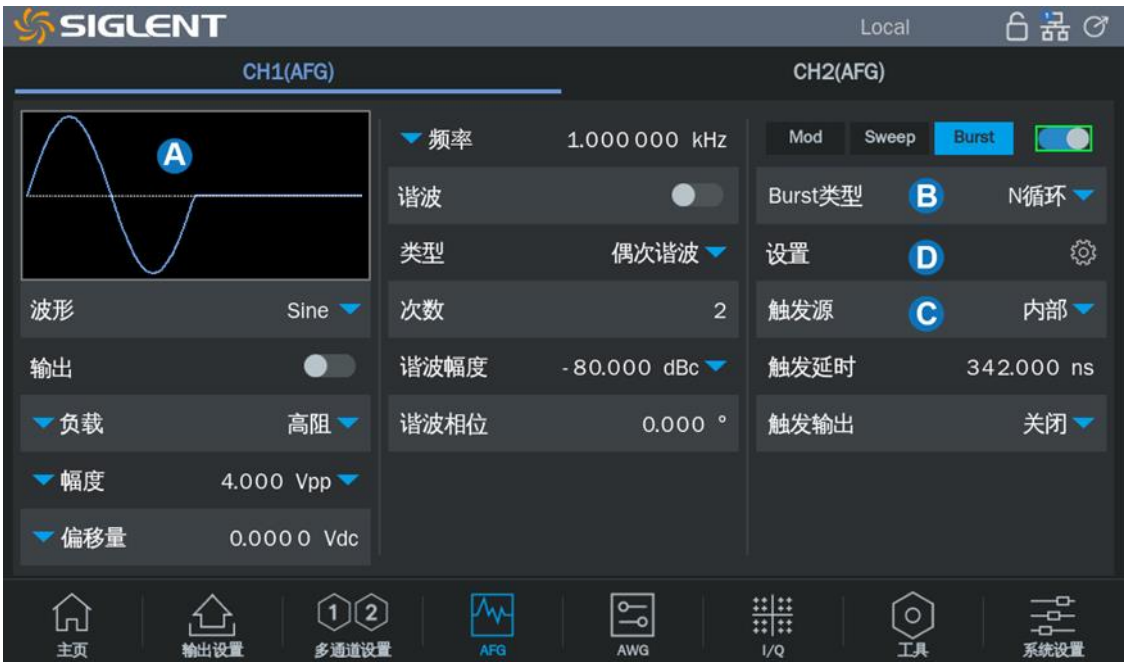 SIGLENT
Local
CH1(AFG)
CH2(AFG)
A
波形 Sine
输出
负载 高阻
幅度 4.000 Vpp
偏移量 0.0000 Vdc
频率 1.000000 kHz
谐波
类型 偶次谐波
次数 2
谐波幅度 -80.000 dBc
谐波相位 0.000 °
Mod Sweep Burst
Burst类型 B N循环
设置 D
触发源 C 内部
触发延时 342.000 ns
触发输出 关闭
主页
输出设置
1 2
多通道设置
AFG
AWG
I/Q
工具
系统设置